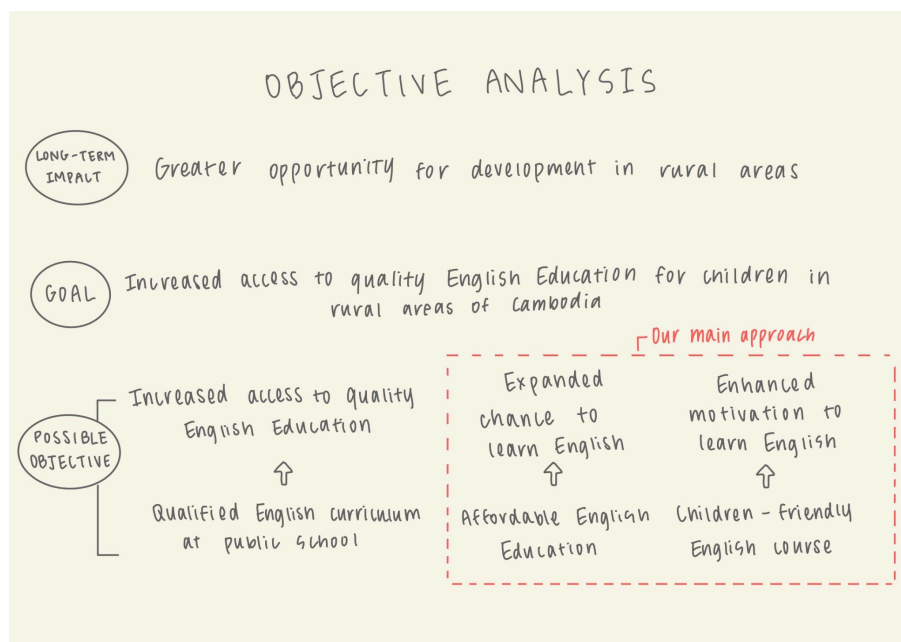 OBJECTIVE ANALYSIS
LONG-TERM
IMPACT
Greater opportunity for development in rural areas
GOAL
Increased access to quality English Education for children in
rural areas of Cambodia
Our main approach
POSSIBLE
OBJECTIVE
Increased access to quality
English Education
Qualified English curriculum
at public school
Expanded
chance to
learn English
Affordable English
Education
Enhanced
motivation to
learn English
Children-friendly
English course